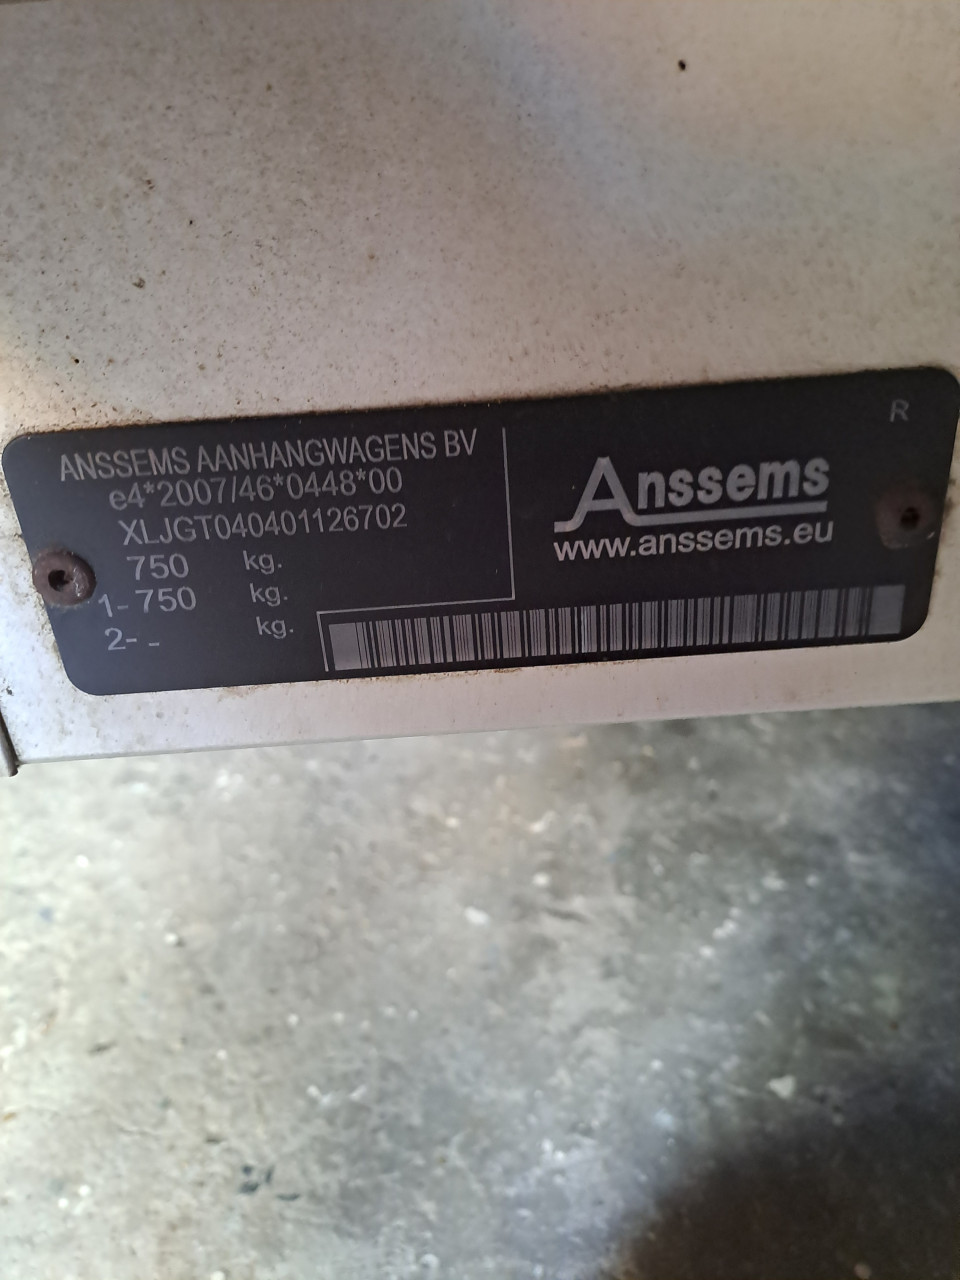 ANSSEMS AANHANGWAGENS BV
e4*2007/46*0448*00
XLJGT040401126702
750 kg.
1- 750 kg.
2- - kg.
R
Anssems
www.anssems.eu